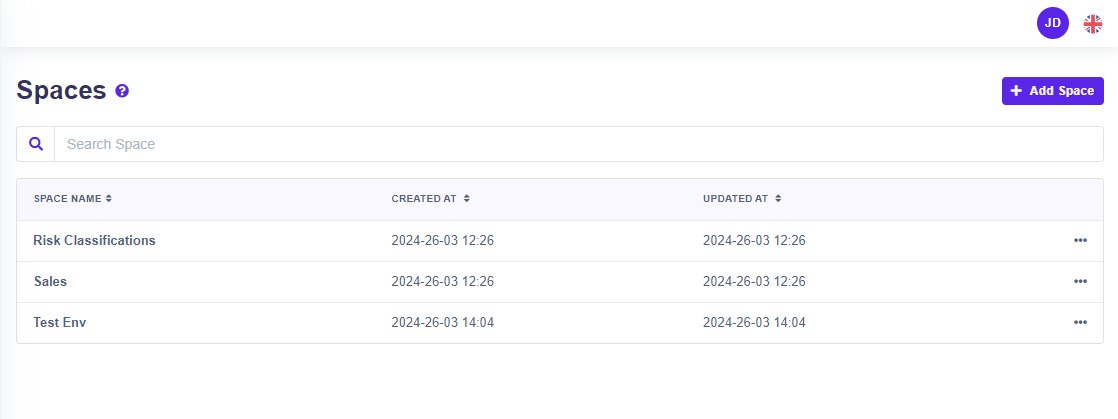 JD
Spaces
Add Space
Search Space
SPACE NAME CREATED AT UPDATED AT
Risk Classifications 2024-26-03 12:26 2024-26-03 12:26
Sales 2024-26-03 12:26 2024-26-03 12:26
Test Env 2024-26-03 14:04 2024-26-03 14:04